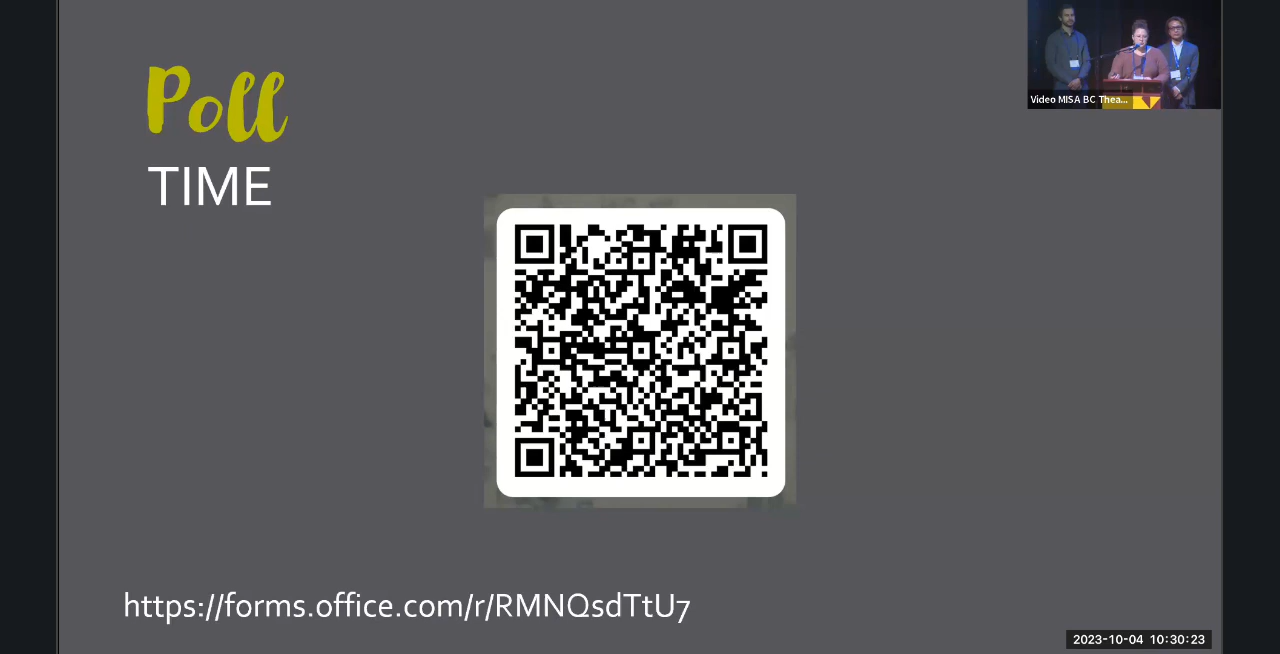 Poll
TIME
Video MISA BC Thea...
https://forms.office.com/r/RMNQsdTtU7
2023-10-04 10:30:23